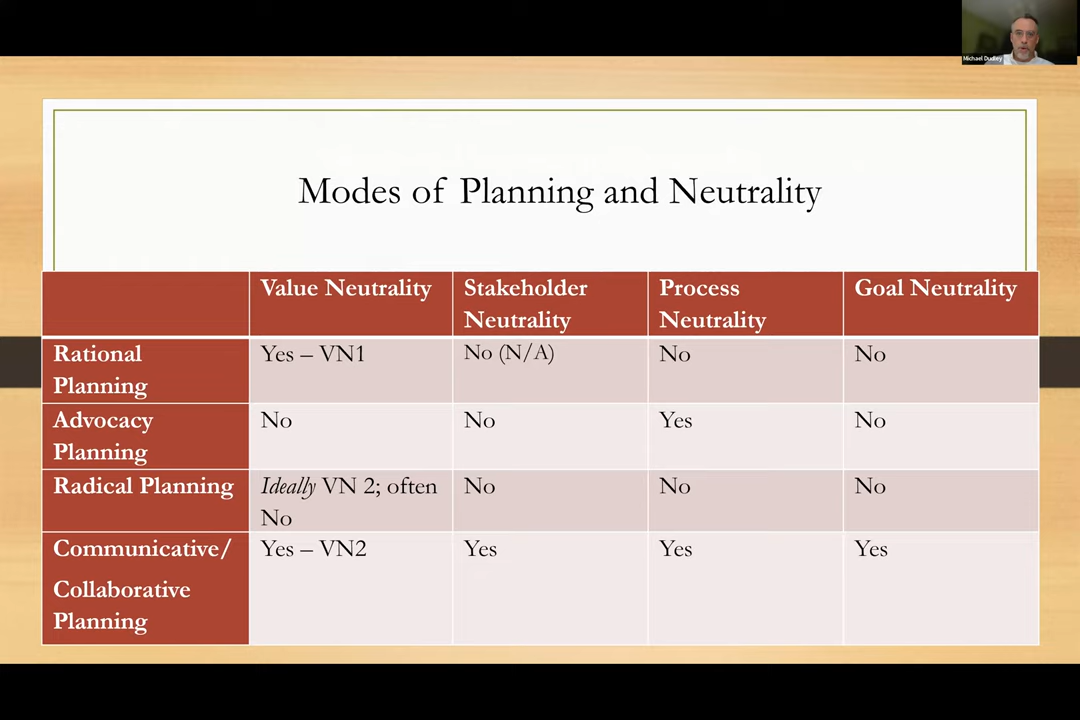 Michael Dudley
Modes of Planning and Neutrality
Value Neutrality
Stakeholder
Neutrality
Process
Neutrality
Goal Neutrality
Rational
Planning
Yes – VN1
No (N/A)
No
No
Advocacy
Planning
No
No
Yes
No
Radical Planning
Ideally VN 2; often
No
No
No
No
Communicative/
Collaborative
Planning
Yes – VN2
Yes
Yes
Yes